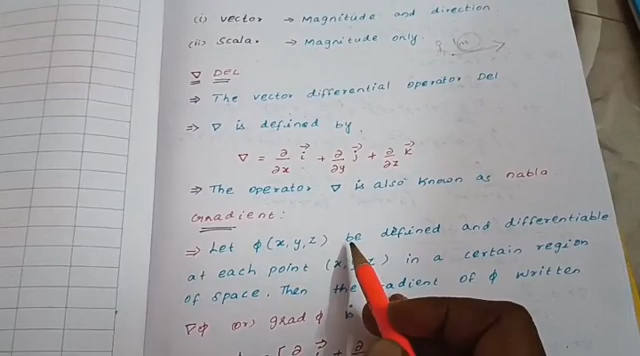 (i) Vector → Magnitude and direction.
(ii) Scalar → Magnitude only.
∇ DEL
⇒ The vector differential operator Del
⇒ ∇ is defined by.
∇ = ∂/∂x i⃗ + ∂/∂y j⃗ + ∂/∂z k⃗
⇒ The operator ∇ is also known as nabla
Gradient:
⇒ Let ϕ(x,y,z) be defined and differentiable
at each point (x, z) in a certain region
of space. Then the gradient of ϕ written
∇ϕ (or) grad ϕ